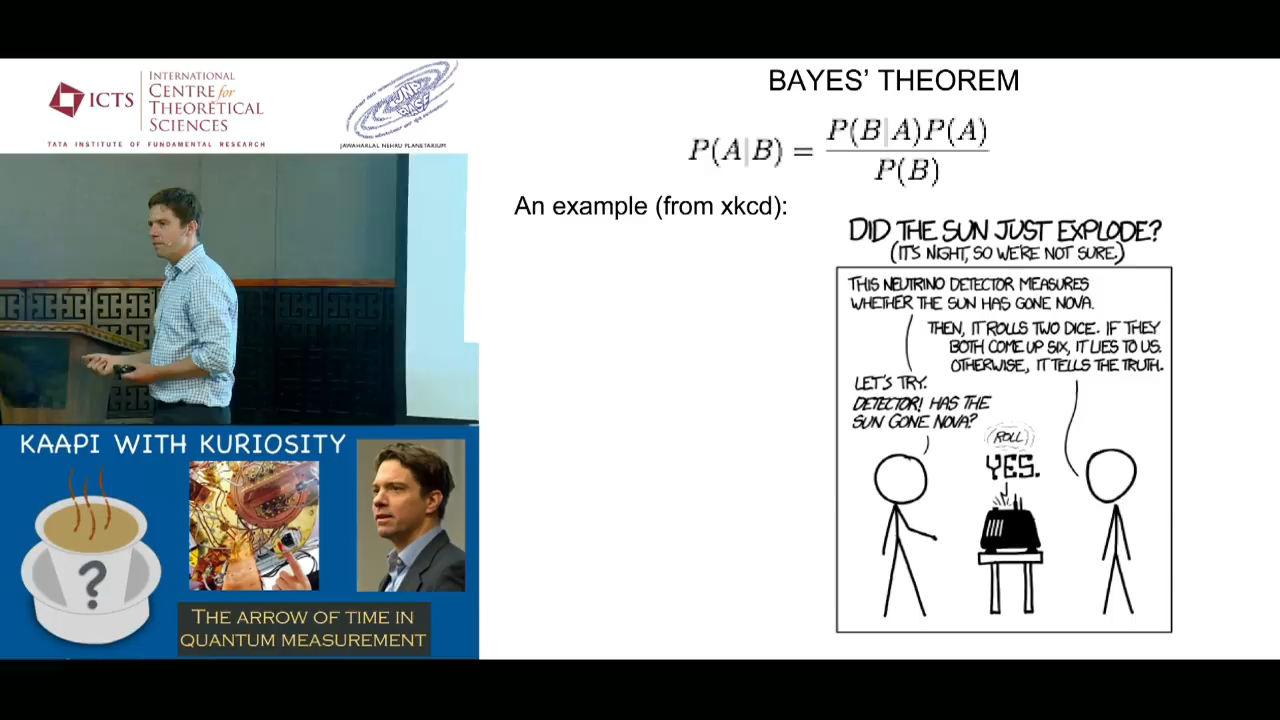 ICTS
INTERNATIONAL
CENTRE for
THEORETICAL
SCIENCES
TATA INSTITUTE OF FUNDAMENTAL RESEARCH
JNP
BASE
JAWAHARLAL NEHRU PLANETARIUM
KAAPI WITH KURIOSITY
?
THE ARROW OF TIME IN
QUANTUM MEASUREMENT
BAYES' THEOREM
P(A|B) = P(B|A)P(A) / P(B)
An example (from xkcd):
DID THE SUN JUST EXPLODE?
(IT'S NIGHT, SO WE'RE NOT SURE.)
THIS NEUTRINO DETECTOR MEASURES
WHETHER THE SUN HAS GONE NOVA.
THEN, IT ROLLS TWO DICE. IF THEY
BOTH COME UP SIX, IT LIES TO US.
OTHERWISE, IT TELLS THE TRUTH.
LET'S TRY.
DETECTOR! HAS THE
SUN GONE NOVA?
(ROLL)
YES.